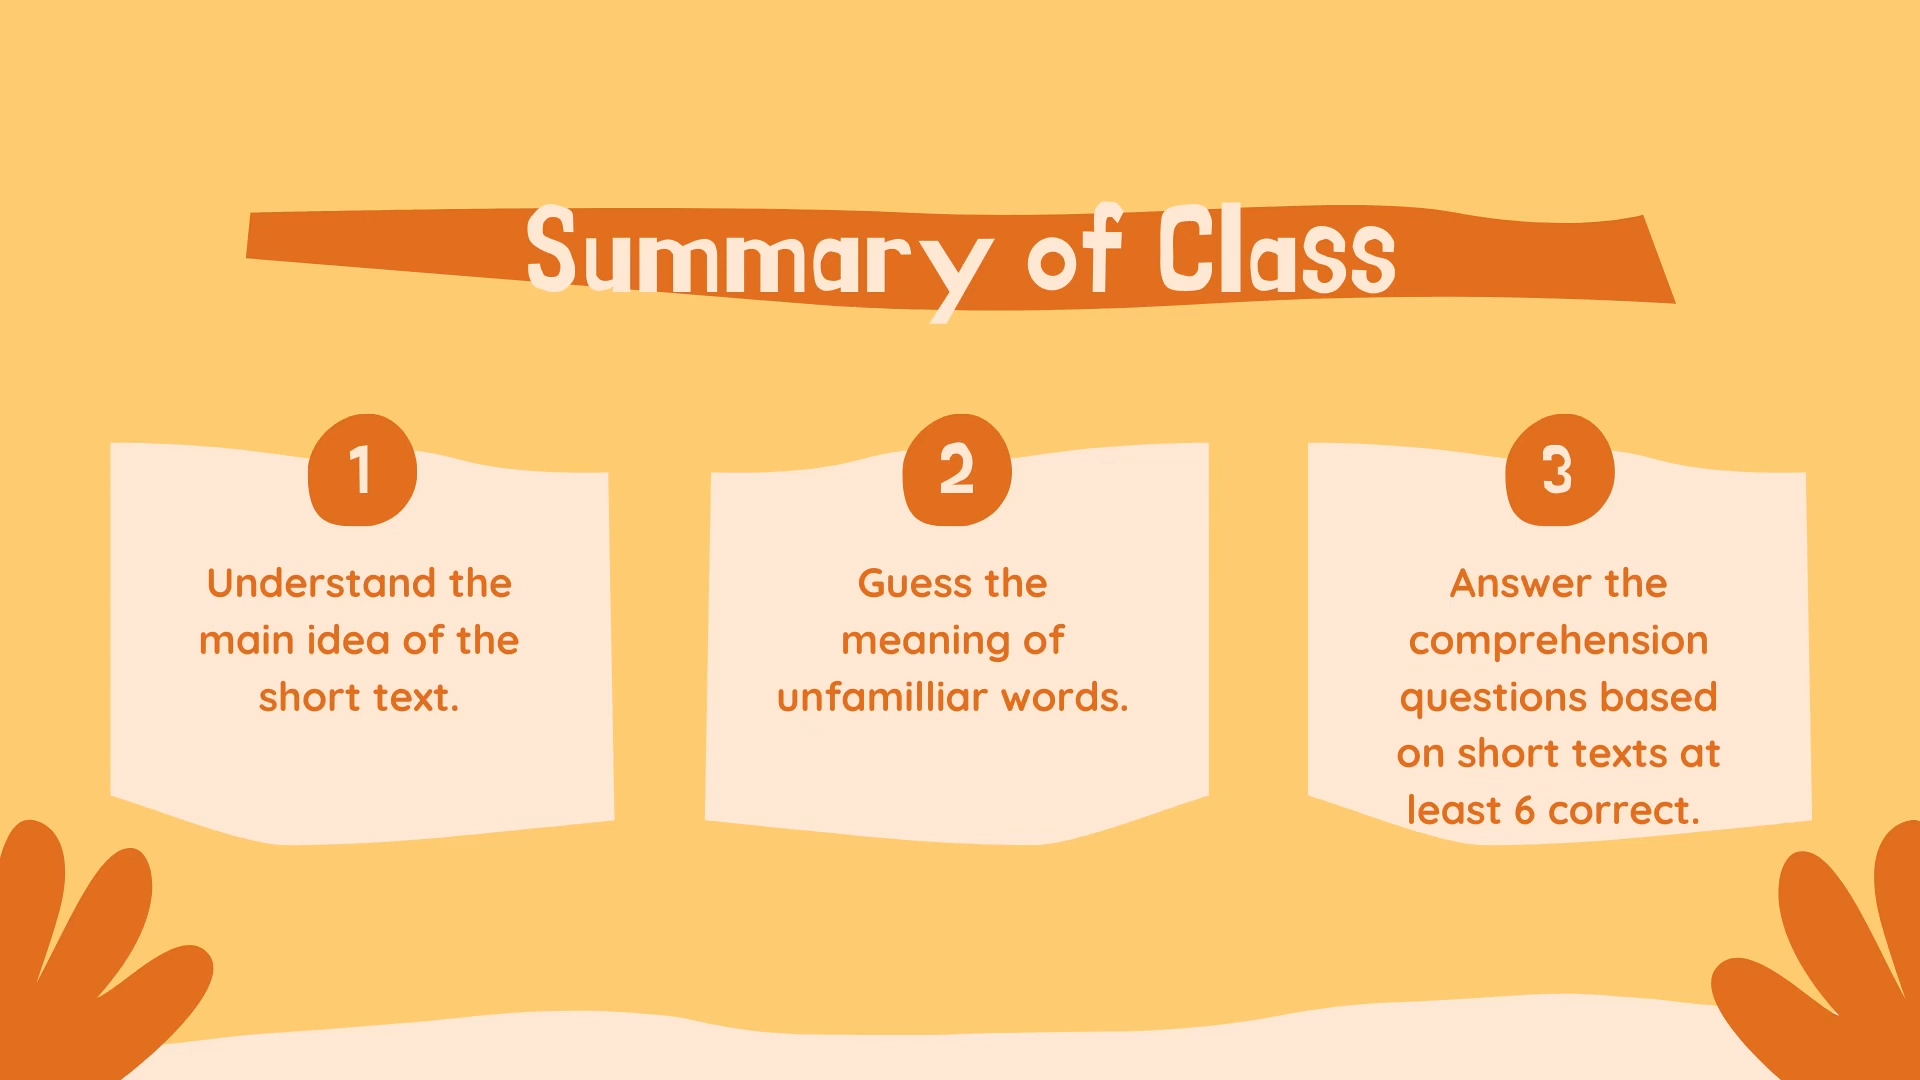 Summary of Class
1
Understand the
main idea of the
short text.
2
Guess the
meaning of
unfamilliar words.
3
Answer the
comprehension
questions based
on short texts at
least 6 correct.